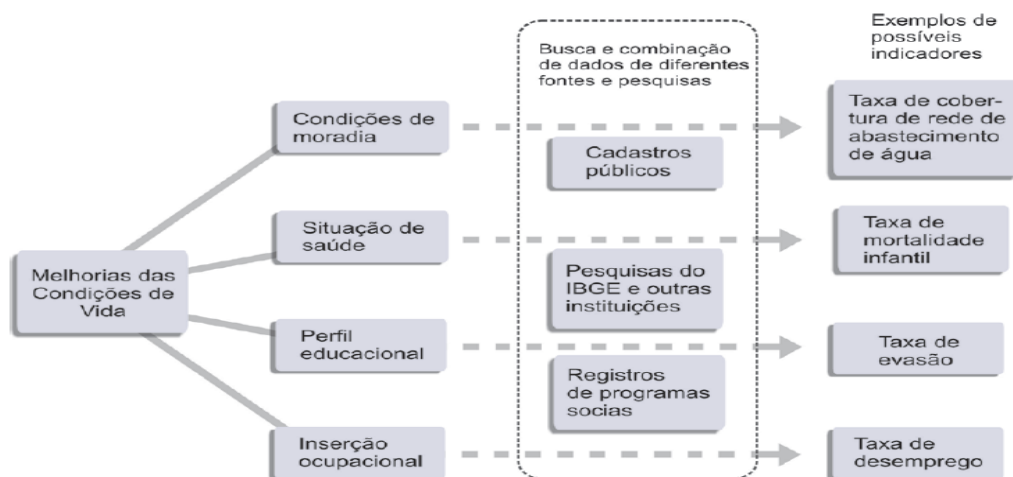 Melhorias das
Condições de
Vida
Condições de
moradia
Situação de
saúde
Perfil
educacional
Inserção
ocupacional
Busca e combinação
de dados de diferentes
fontes e pesquisas
Cadastros
públicos
Pesquisas do
IBGE e outras
instituições
Registros
de programas
socias
Exemplos de
possíveis
indicadores
Taxa de cober-
tura de rede de
abastecimento
de água
Taxa de
mortalidade
infantil
Taxa de
evasão
Taxa de
desemprego